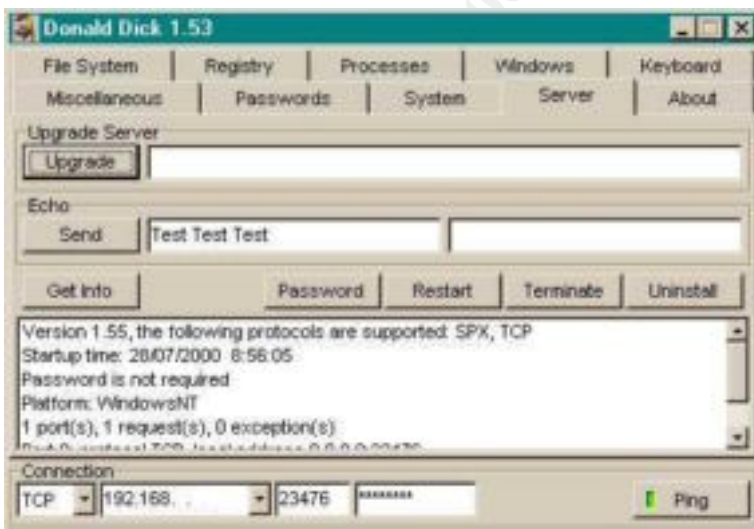 Donald Dick 1.53
File System Registry Processes Windows Keyboard
Miscellaneous Passwords System Server About
Upgrade Server
Upgrade
Echo
Send Test Test Test
Get Info Password Restart Terminate Uninstall
Version 1.55, the following protocols are supported: SPX, TCP
Startup time: 28/07/2000 8:56:05
Password is not required
Platform: WindowsNT
1 port(s), 1 request(s), 0 exception(s)
Connection
TCP 192.168. . 23476 ******** Ping